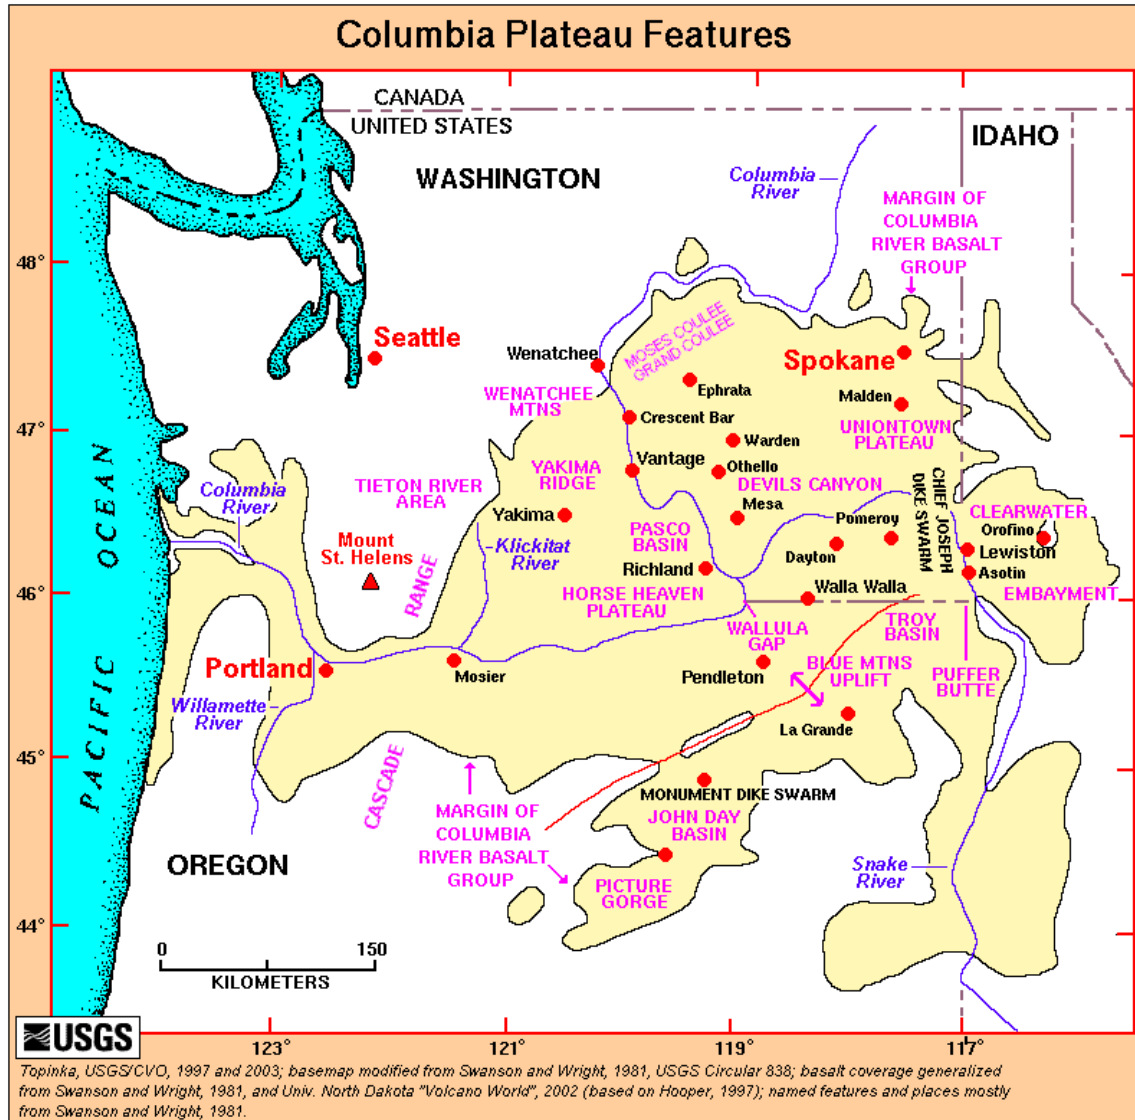 Columbia Plateau Features
CANADA
UNITED STATES
IDAHO
WASHINGTON
Columbia
River
MARGIN OF
COLUMBIA
RIVER BASALT
GROUP
48°
Seattle
Wenatchee
MOSES COULEE
GRAND COULEE
Spokane
Ephrata
WENATCHEE
MTNS
Malden
Crescent Bar
47°
UNIONTOWN
PLATEAU
Warden
Vantage
YAKIMA
RIDGE
Othello
DEVILS CANYON
TIETON RIVER
AREA
Columbia
River
CHIEF JOSEPH
DIKE SWARM
Mesa
CLEARWATER
Yakima
Pomeroy
Orofino
PASCO
BASIN
Mount
St. Helens
Klickitat
River
Lewiston
Dayton
Richland
Asotin
46°
RANGE
HORSE HEAVEN
PLATEAU
Walla Walla
EMBAYMENT
WALLULA
GAP
TROY
BASIN
Portland
Mosier
Pendleton
BLUE MTNS
UPLIFT
PUFFER
BUTTE
Willamette
River
La Grande
45°
CASCADE
PACIFIC OCEAN
MONUMENT DIKE SWARM
MARGIN OF
COLUMBIA
RIVER BASALT
GROUP
JOHN DAY
BASIN
OREGON
Snake
River
PICTURE
GORGE
44°
0 150
KILOMETERS
USGS
123° 121° 119° 117°
Topinka, USGS/CVO, 1997 and 2003; basemap modified from Swanson and Wright, 1981, USGS Circular 838; basalt coverage generalized
from Swanson and Wright, 1981, and Univ. North Dakota "Volcano World", 2002 (based on Hooper, 1997); named features and places mostly
from Swanson and Wright, 1981.